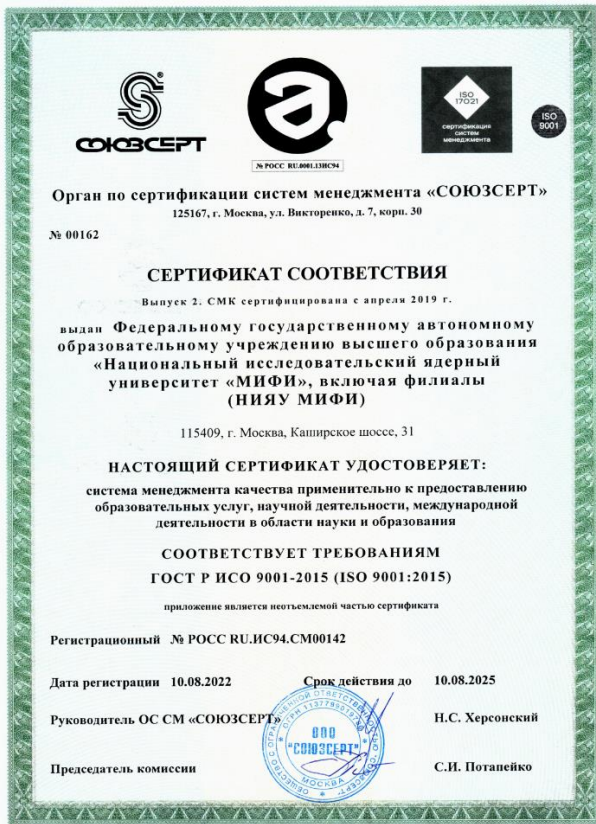 СОЮЗСЕРТ
№ РОСС RU.0001.13ИС94
ISO
17021
сертификация
систем
менеджмента
ISO
9001
Орган по сертификации систем менеджмента «СОЮЗСЕРТ»
125167, г. Москва, ул. Викторенко, д. 7, корп. 30
№ 00162
СЕРТИФИКАТ СООТВЕТСТВИЯ
Выпуск 2. СМК сертифицирована с апреля 2019 г.
выдан Федеральному государственному автономному
образовательному учреждению высшего образования
«Национальный исследовательский ядерный
университет «МИФИ», включая филиалы
(НИЯУ МИФИ)
115409, г. Москва, Каширское шоссе, 31
НАСТОЯЩИЙ СЕРТИФИКАТ УДОСТОВЕРЯЕТ:
система менеджмента качества применительно к предоставлению
образовательных услуг, научной деятельности, международной
деятельности в области науки и образования
СООТВЕТСТВУЕТ ТРЕБОВАНИЯМ
ГОСТ Р ИСО 9001-2015 (ISO 9001:2015)
приложение является неотъемлемой частью сертификата
Регистрационный № РОСС RU.ИС94.СМ00142
Дата регистрации 10.08.2022 Срок действия до 10.08.2025
Руководитель ОС СМ «СОЮЗСЕРТ» Н.С. Херсонский
ООО
"СОЮЗСЕРТ"
МОСКВА
Председатель комиссии С.И. Потапейко